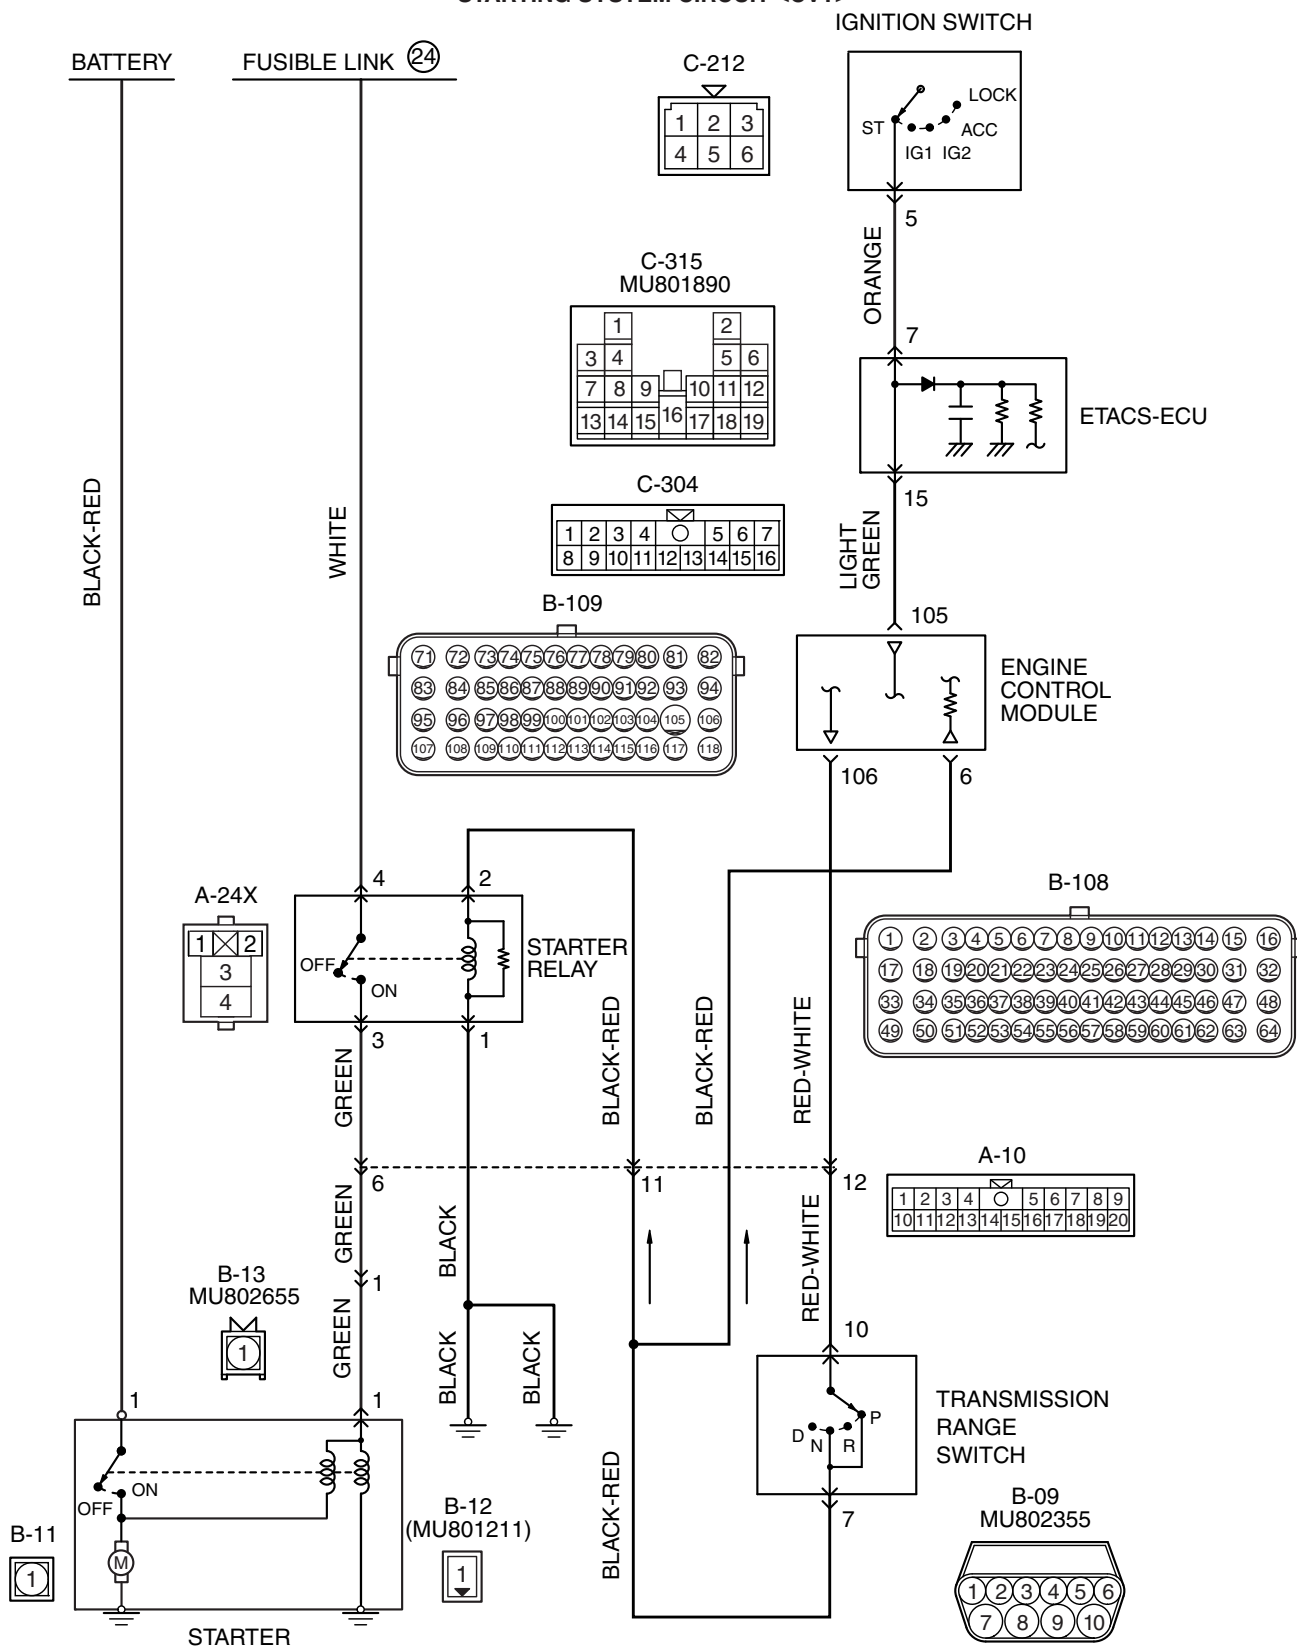 STARTING SYSTEM CIRCUIT <CVT>
IGNITION SWITCH
BATTERY
FUSIBLE LINK 24
C-212
1 2 3
4 5 6
LOCK
ST
ACC
IG1 IG2
5
ORANGE
C-315
MU801890
1 2
3 4 5 6
7 8 9 10 11 12
13 14 15 16 17 18 19
7
ETACS-ECU
15
LIGHT
GREEN
C-304
1 2 3 4 5 6 7
8 9 10 11 12 13 14 15 16
BLACK-RED
WHITE
B-109
71 72 73 74 75 76 77 78 79 80 81 82
83 84 85 86 87 88 89 90 91 92 93 94
95 96 97 98 99 100 101 102 103 104 105 106
107 108 109 110 111 112 113 114 115 116 117 118
105
ENGINE
CONTROL
MODULE
106
6
A-24X
1 2
3
4
4
2
OFF
ON
STARTER
RELAY
3
1
B-108
1 2 3 4 5 6 7 8 9 10 11 12 13 14 15 16
17 18 19 20 21 22 23 24 25 26 27 28 29 30 31 32
33 34 35 36 37 38 39 40 41 42 43 44 45 46 47 48
49 50 51 52 53 54 55 56 57 58 59 60 61 62 63 64
GREEN
BLACK-RED
BLACK-RED
RED-WHITE
6
11
12
A-10
1 2 3 4 5 6 7 8 9
10 11 12 13 14 15 16 17 18 19 20
GREEN
BLACK
RED-WHITE
B-13
MU802655
1
1
GREEN
BLACK
BLACK
10
1
1
P
D
N
R
TRANSMISSION
RANGE
SWITCH
7
ON
OFF
M
B-11
1
B-12
(MU801211)
1
BLACK-RED
B-09
MU802355
1 2 3 4 5 6
7 8 9 10
STARTER